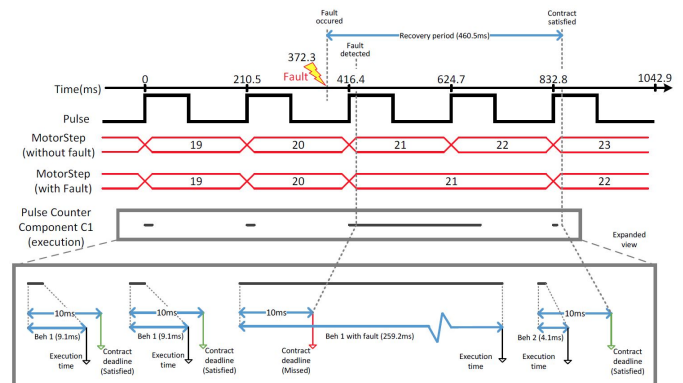 Fault
occured
Contract
satisfied
Recovery period (460.5ms)
Fault
detected
372.3
Fault
Time(ms)
0
210.5
416.4
624.7
832.8
1042.9
Pulse
MotorStep
(without fault)
19
20
21
22
23
MotorStep
(with Fault)
19
20
21
22
Pulse Counter
Component C1
(execution)
Expanded
view
10ms
10ms
10ms
10ms
Beh 1 (9.1ms)
Beh 1 (9.1ms)
Beh 1 with fault (259.2ms)
Beh 2 (4.1ms)
Execution
time
Contract
deadline
(Satisfied)
Execution
time
Contract
deadline
(Satisfied)
Contract
deadline
(Missed)
Execution
time
Execution
time
Contract
deadline
(Satisfied)